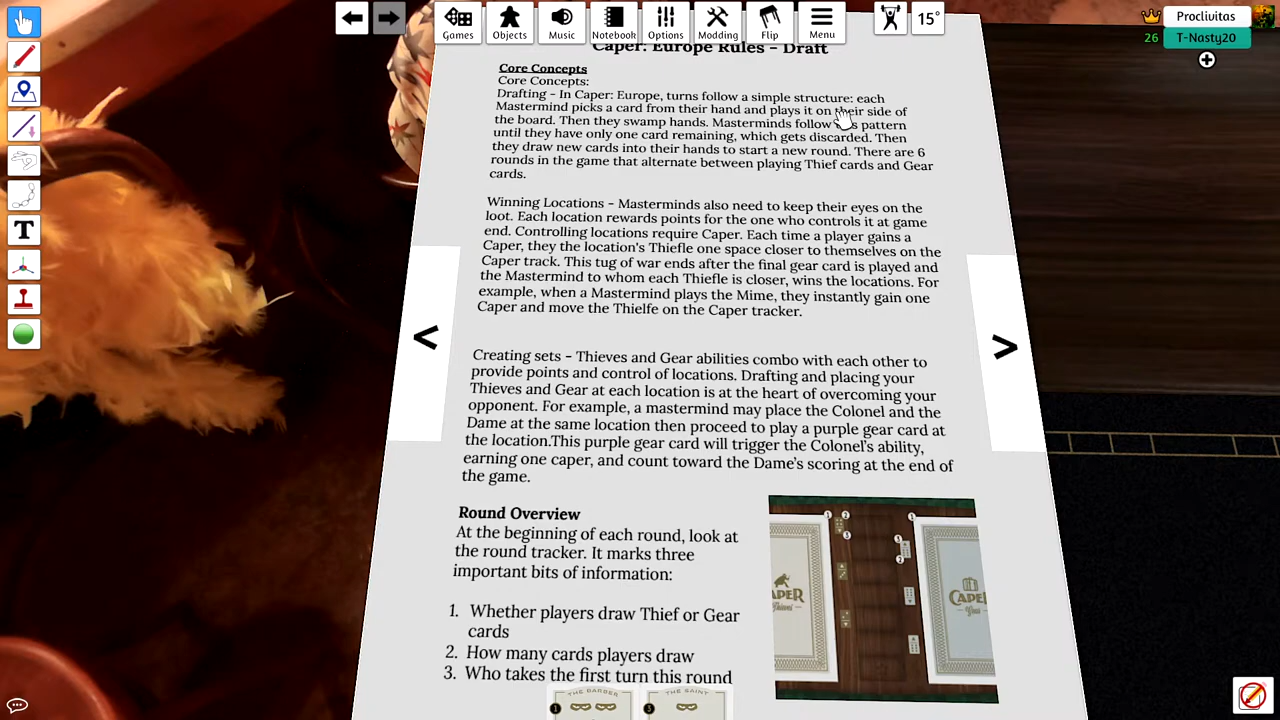 Games
Objects
Music
Notebook
Options
Modding
Flip
Menu
15°
Proclivitas
26
T-Nasty20
Caper: Europe Rules - Draft
Core Concepts
Core Concepts:
Drafting - In Caper: Europe, turns follow a simple structure: each
Mastermind picks a card from their hand and plays it on their side of
the board. Then they swamp hands. Masterminds follow pattern
until they have only one card remaining, which gets discarded. Then
they draw new cards into their hands to start a new round. There are 6
rounds in the game that alternate between playing Thief cards and Gear
cards.
Winning Locations - Masterminds also need to keep their eyes on the
loot. Each location rewards points for the one who controls it at game
end. Controlling locations require Caper. Each time a player gains a
Caper, they the location's Thiefle one space closer to themselves on the
Caper track. This tug of war ends after the final gear card is played and
the Mastermind to whom each Thiefle is closer, wins the locations. For
example, when a Mastermind plays the Mime, they instantly gain one
Caper and move the Thielfe on the Caper tracker.
Creating sets - Thieves and Gear abilities combo with each other to
provide points and control of locations. Drafting and placing your
Thieves and Gear at each location is at the heart of overcoming your
opponent. For example, a mastermind may place the Colonel and the
Dame at the same location then proceed to play a purple gear card at
the location.This purple gear card will trigger the Colonel's ability,
earning one caper, and count toward the Dame's scoring at the end of
the game.
Round Overview
At the beginning of each round, look at
the round tracker. It marks three
important bits of information:
1. Whether players draw Thief or Gear
cards
2. How many cards players draw
3. Who takes the first turn this round
< >
T
THE BARBER
1
THE SAINT
3